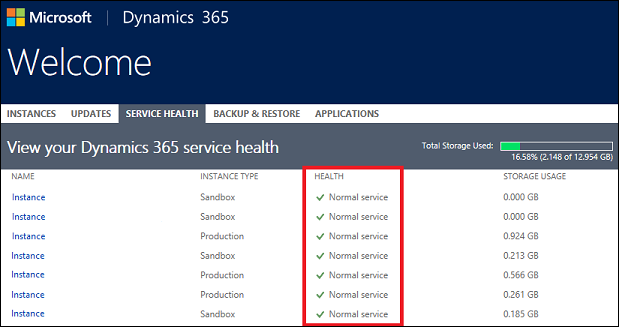 Microsoft Dynamics 365
Welcome
INSTANCES UPDATES SERVICE HEALTH BACKUP & RESTORE APPLICATIONS
View your Dynamics 365 service health Total Storage Used:
16.58% (2.148 of 12.954 GB)
NAME INSTANCE TYPE HEALTH STORAGE USAGE
Instance Sandbox ✓ Normal service 0.000 GB
Instance Sandbox ✓ Normal service 0.000 GB
Instance Production ✓ Normal service 0.924 GB
Instance Sandbox ✓ Normal service 0.213 GB
Instance Production ✓ Normal service 0.566 GB
Instance Production ✓ Normal service 0.261 GB
Instance Sandbox ✓ Normal service 0.185 GB